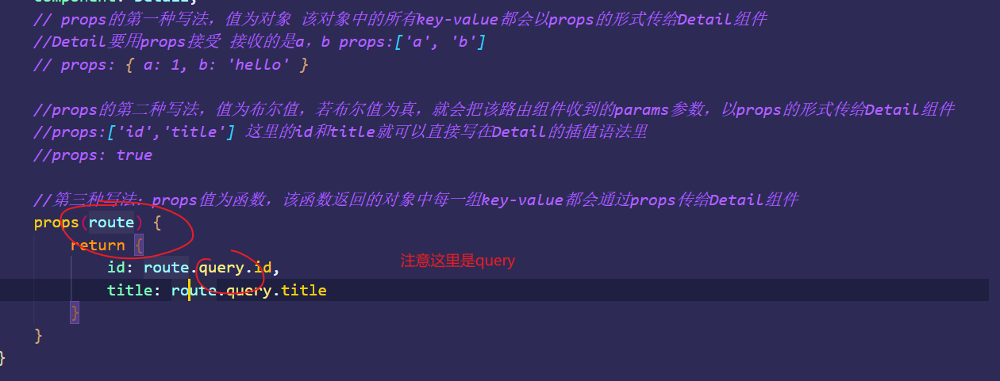 component: Detail,
// props的第一种写法，值为对象 该对象中的所有key-value都会以props的形式传给Detail组件
//Detail要用props接受 接收的是a，b props:['a', 'b']
// props: { a: 1, b: 'hello' }
//props的第二种写法，值为布尔值，若布尔值为真，就会把该路由组件收到的params参数，以props的形式传给Detail组件
//props:['id','title'] 这里的id和title就可以直接写在Detail的插值语法里
//props: true
//第三种写法：props值为函数，该函数返回的对象中每一组key-value都会通过props传给Detail组件
props(route) {
return {
id: route.query.id,
注意这里是query
title: route.query.title
}
}
}